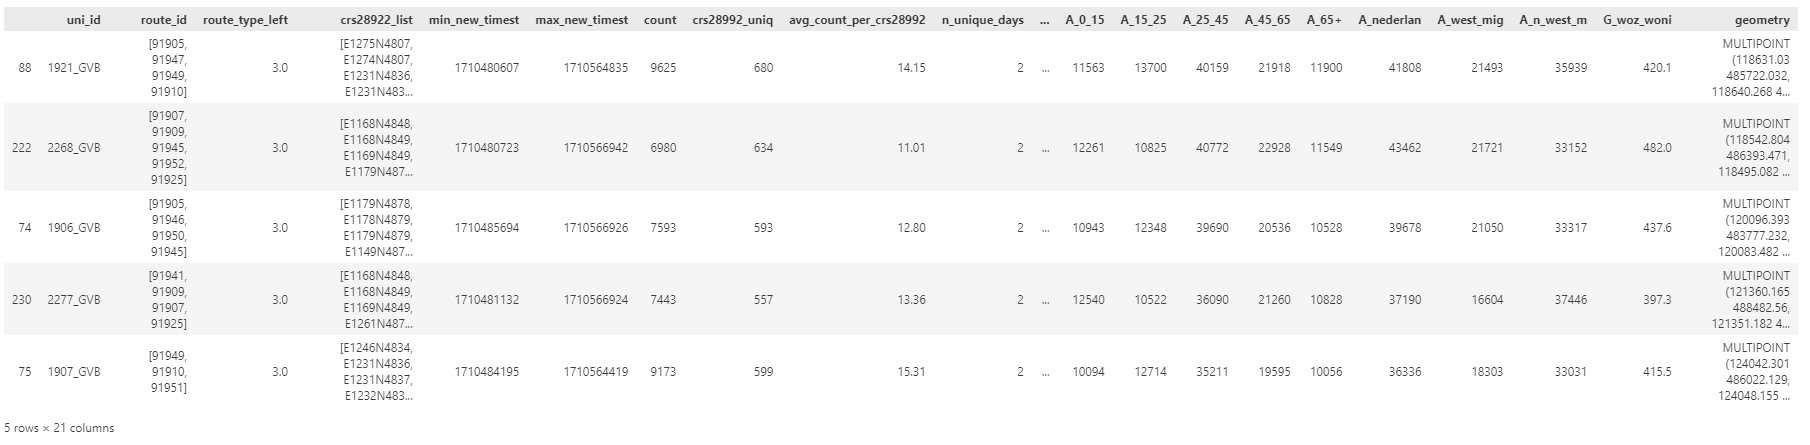 uni_id route_id route_type_left crs28922_list min_new_timest max_new_timest count crs28992_uniq avg_count_per_crs28992 n_unique_days ... A_0_15 A_15_25 A_25_45 A_45_65 A_65+ A_nederlan A_west_mig A_n_west_m G_woz_woni geometry
[91905, [E1275N4807, MULTIPOINT
91947, E1274N4807, (118631.03
88 1921_GVB 3.0 1710480607 1710564835 9625 680 14.15 2 ... 11563 13700 40159 21918 11900 41808 21493 35939 420.1
91949, E1231N4836, 485722.032,
91910] E1231N483... 118640.268 4...
[91907,
91909, [E1168N4848, MULTIPOINT
E1168N4849, (118542.804
222 2268_GVB 91945, 3.0 1710480723 1710566942 6980 634 11.01 2 ... 12261 10825 40772 22928 11549 43462 21721 33152 482.0
91952, E1169N4849, 486393.471,
91925] E1179N487... 118495.082 ...
[91905, [E1179N4878, MULTIPOINT
91946, E1178N4879, (120096.393
74 1906_GVB 3.0 1710485694 1710566926 7593 593 12.80 2 ... 10943 12348 39690 20536 10528 39678 21050 33317 437.6
91950, E1179N4879, 483777.232,
91945] E1149N487... 120083.482 ...
[91941, [E1168N4848, MULTIPOINT
91909, E1168N4849, (121360.165
230 2277_GVB 3.0 1710481132 1710566924 7443 557 13.36 2 ... 12540 10522 36090 21260 10828 37190 16604 37446 397.3
91907, E1169N4849, 488482.56,
91925] E1261N487... 121351.182 4...
[91949, [E1246N4834, MULTIPOINT
E1231N4836, (124042.301
75 1907_GVB 91910, 3.0 1710484195 1710564419 9173 599 15.31 2 ... 10094 12714 35211 19595 10056 36336 18303 33031 415.5
E1231N4837, 486022.129,
91951] E1232N483... 124048.155 ...
5 rows × 21 columns